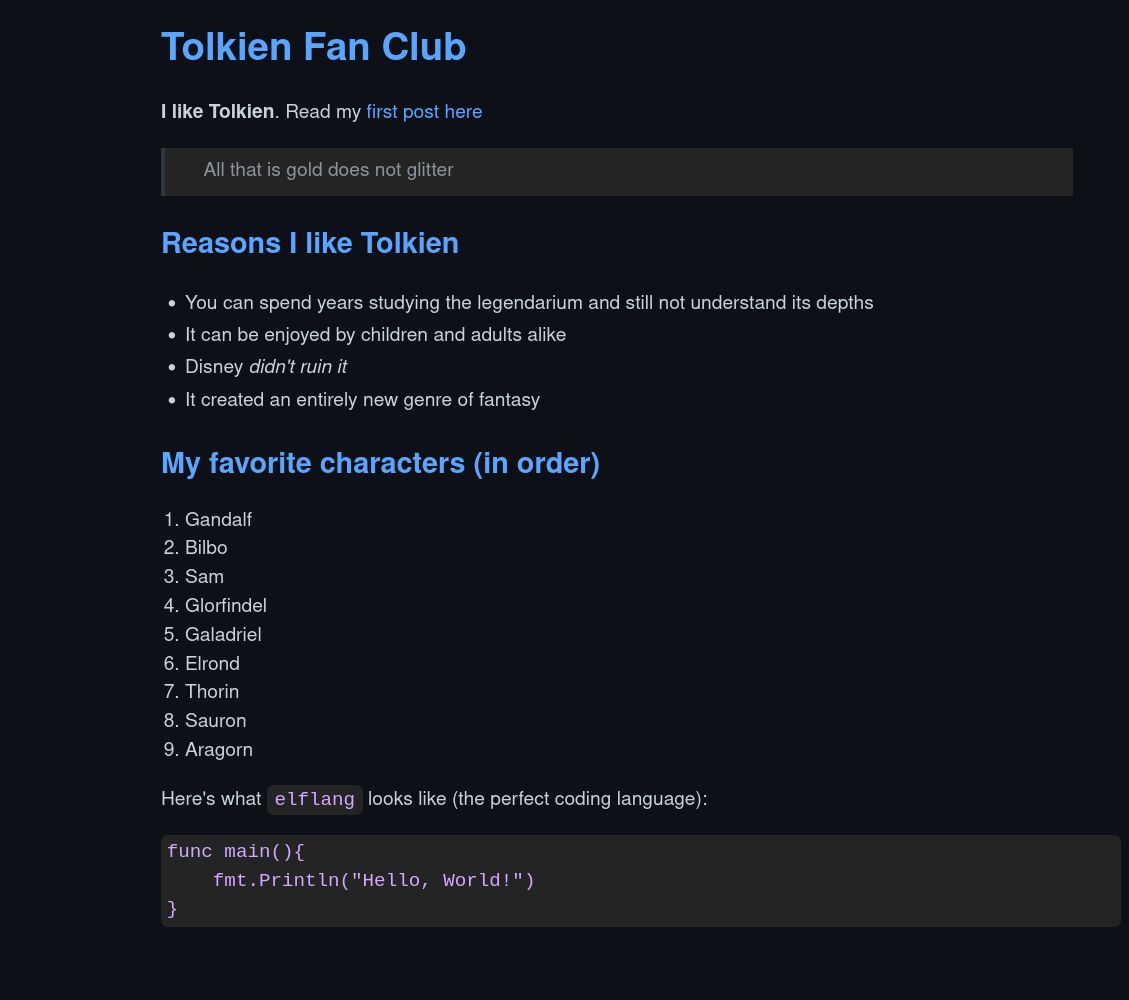 Tolkien Fan Club
I like Tolkien. Read my first post here
All that is gold does not glitter
Reasons I like Tolkien
• You can spend years studying the legendarium and still not understand its depths
• It can be enjoyed by children and adults alike
• Disney didn't ruin it
• It created an entirely new genre of fantasy
My favorite characters (in order)
1. Gandalf
2. Bilbo
3. Sam
4. Glorfindel
5. Galadriel
6. Elrond
7. Thorin
8. Sauron
9. Aragorn
Here's what elflang looks like (the perfect coding language):
func main(){
    fmt.Println("Hello, World!")
}